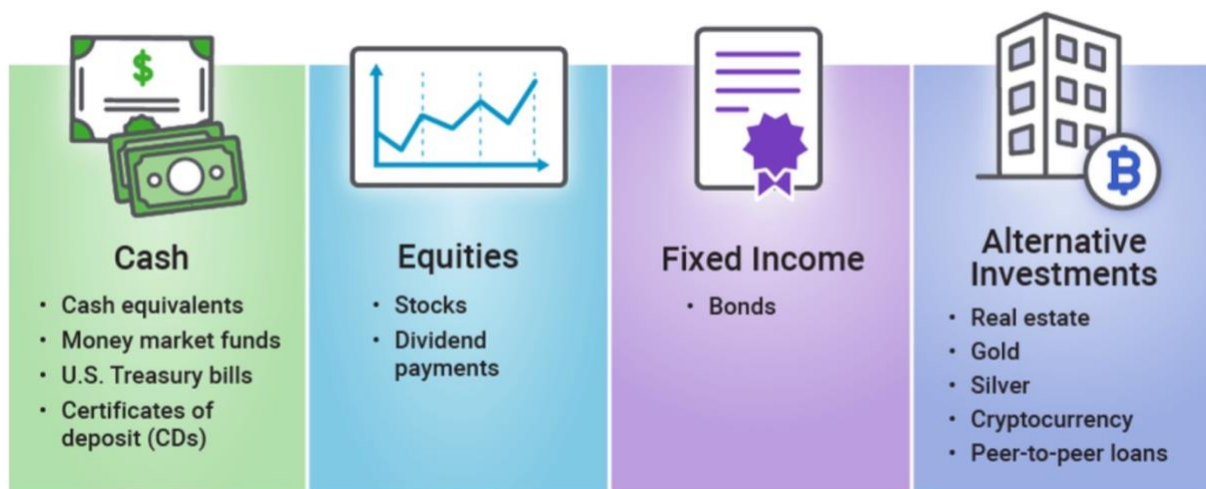 $
B
Cash
• Cash equivalents
• Money market funds
• U.S. Treasury bills
• Certificates of
deposit (CDs)
Equities
• Stocks
• Dividend
payments
Fixed Income
• Bonds
Alternative
Investments
• Real estate
• Gold
• Silver
• Cryptocurrency
• Peer-to-peer loans